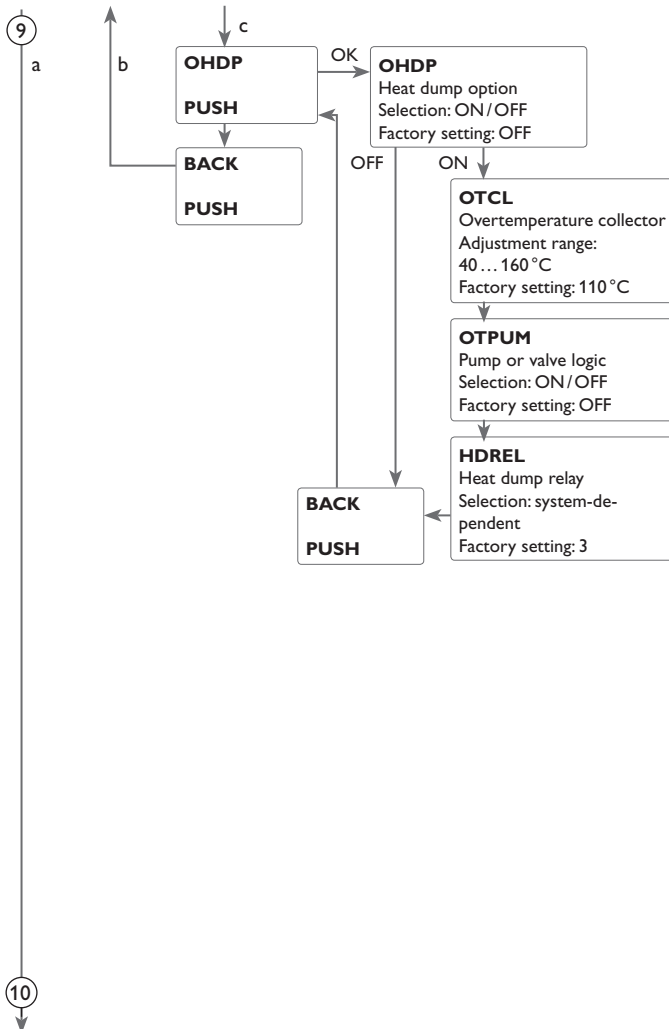 9
a
b
c
OHDP
PUSH
OK
OHDP
Heat dump option
Selection: ON / OFF
Factory setting: OFF
BACK
PUSH
OFF
ON
OTCL
Overtemperature collector
Adjustment range:
40 … 160 °C
Factory setting: 110 °C
OTPUM
Pump or valve logic
Selection: ON / OFF
Factory setting: OFF
HDREL
Heat dump relay
Selection: system-de-
pendent
Factory setting: 3
BACK
PUSH
10